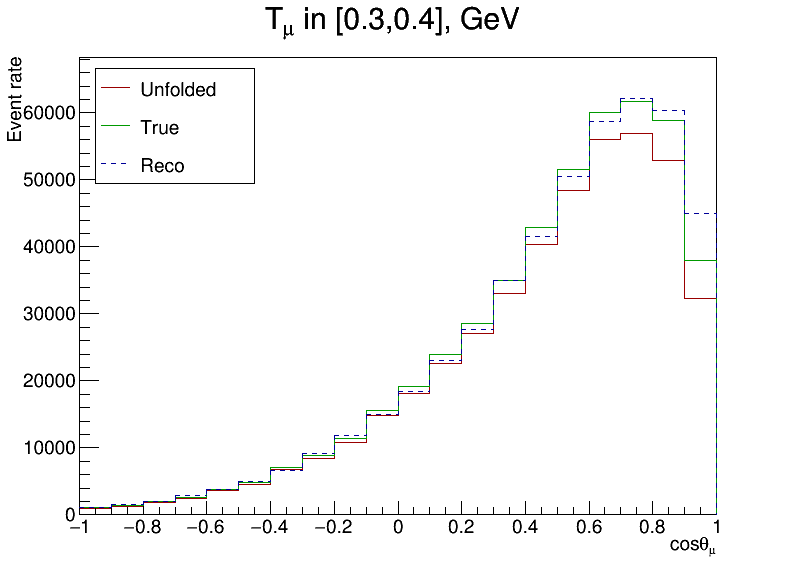 T_μ in [0.3,0.4], GeV
Event rate
Unfolded
True
Reco
60000
50000
40000
30000
20000
10000
0
−1 −0.8 −0.6 −0.4 −0.2 0 0.2 0.4 0.6 0.8 1
cosθ_μ